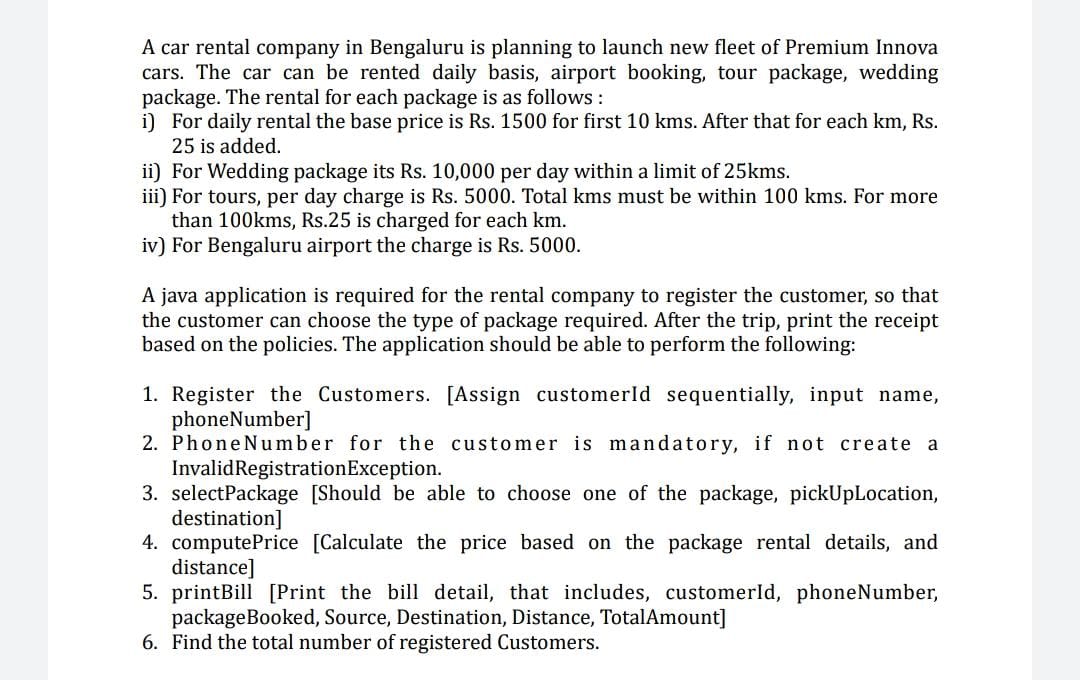 A car rental company in Bengaluru is planning to launch new fleet of Premium Innova
cars. The car can be rented daily basis, airport booking, tour package, wedding
package. The rental for each package is as follows :
i) For daily rental the base price is Rs. 1500 for first 10 kms. After that for each km, Rs.
25 is added.
ii) For Wedding package its Rs. 10,000 per day within a limit of 25kms.
iii) For tours, per day charge is Rs. 5000. Total kms must be within 100 kms. For more
than 100kms, Rs.25 is charged for each km.
iv) For Bengaluru airport the charge is Rs. 5000.
A java application is required for the rental company to register the customer, so that
the customer can choose the type of package required. After the trip, print the receipt
based on the policies. The application should be able to perform the following:
1. Register the Customers. [Assign customerId sequentially, input name,
phoneNumber]
2. PhoneNumber for the customer is mandatory, if not create a
InvalidRegistrationException.
3. selectPackage [Should be able to choose one of the package, pickUpLocation,
destination]
4. computePrice [Calculate the price based on the package rental details, and
distance]
5. printBill [Print the bill detail, that includes, customerId, phoneNumber,
packageBooked, Source, Destination, Distance, TotalAmount]
6. Find the total number of registered Customers.